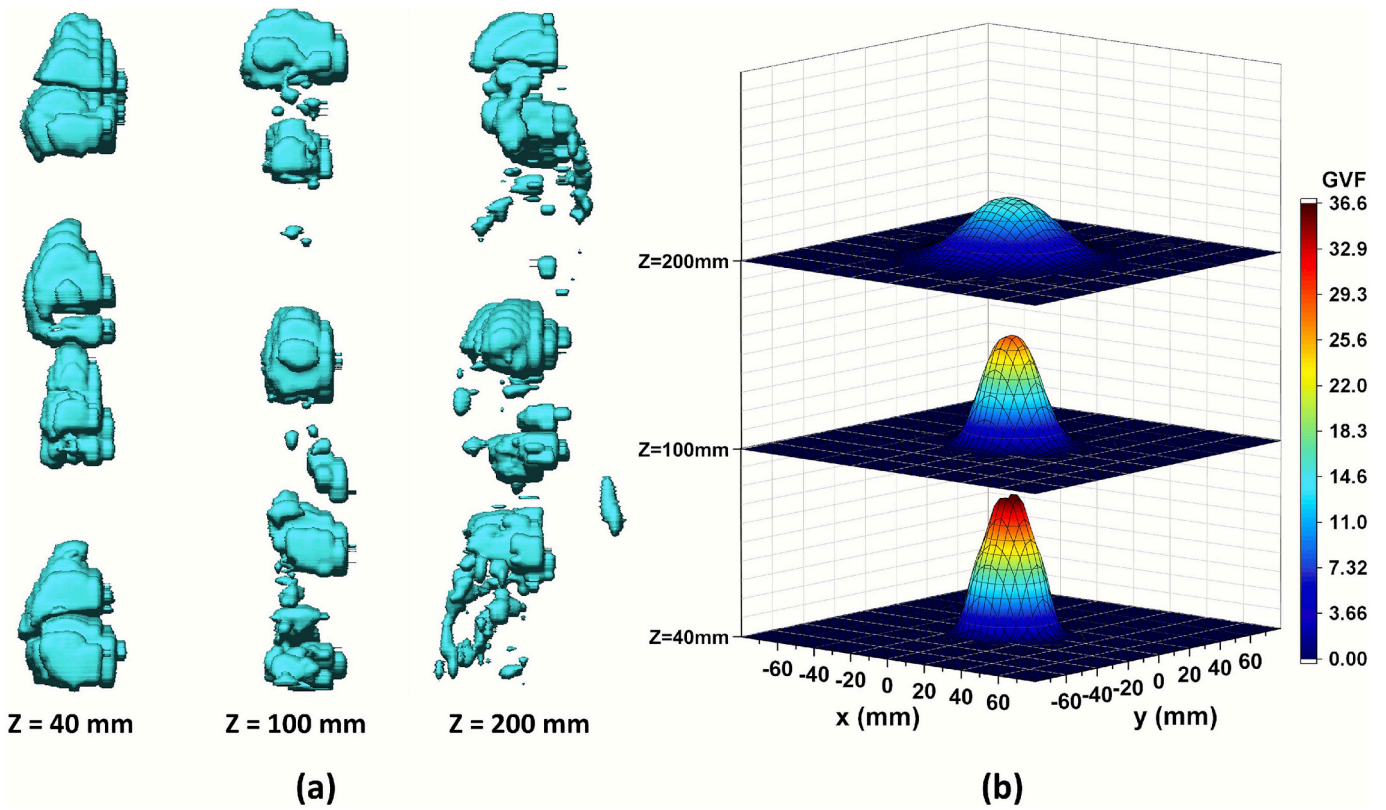 Z = 40 mm
Z = 100 mm
Z = 200 mm
(a)
GVF
36.6
32.9
29.3
25.6
22.0
18.3
14.6
11.0
7.32
3.66
0.00
Z=200mm
Z=100mm
Z=40mm
-60 -40 -20 0 20 40 60
x (mm)
-60 -40 -20 0 20 40 60
y (mm)
(b)